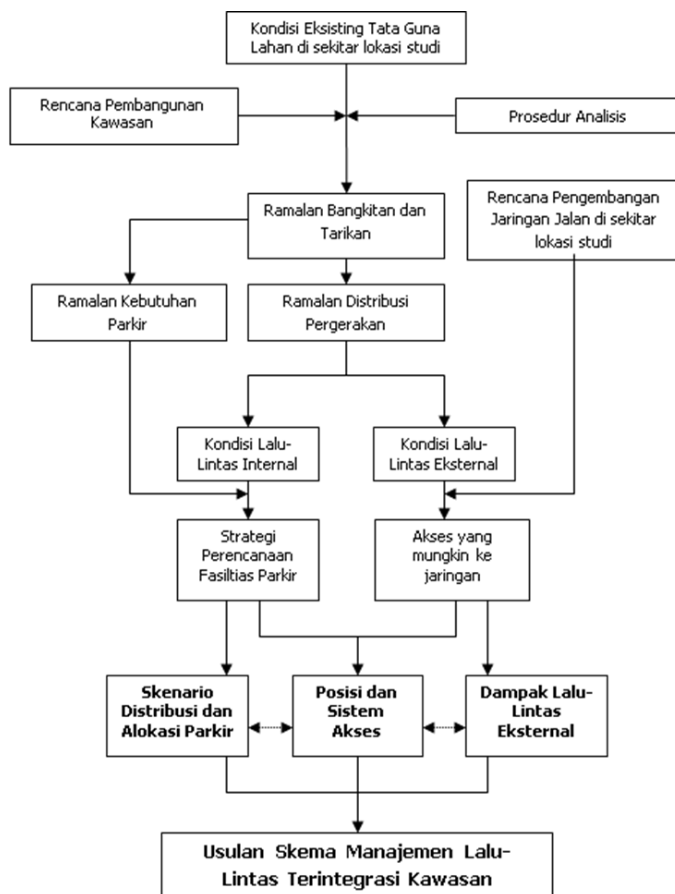 Kondisi Eksisting Tata Guna
Lahan di sekitar lokasi studi
Rencana Pembangunan
Kawasan
Prosedur Analisis
Ramalan Bangkitan dan
Tarikan
Rencana Pengembangan
Jaringan Jalan di sekitar
lokasi studi
Ramalan Kebutuhan
Parkir
Ramalan Distribusi
Pergerakan
Kondisi Lalu-
Lintas Internal
Kondisi Lalu-
Lintas Eksternal
Strategi
Perencanaan
Fasiltias Parkir
Akses yang
mungkin ke
jaringan
Skenario
Distribusi dan
Alokasi Parkir
Posisi dan
Sistem
Akses
Dampak Lalu-
Lintas
Eksternal
Usulan Skema Manajemen Lalu-
Lintas Terintegrasi Kawasan